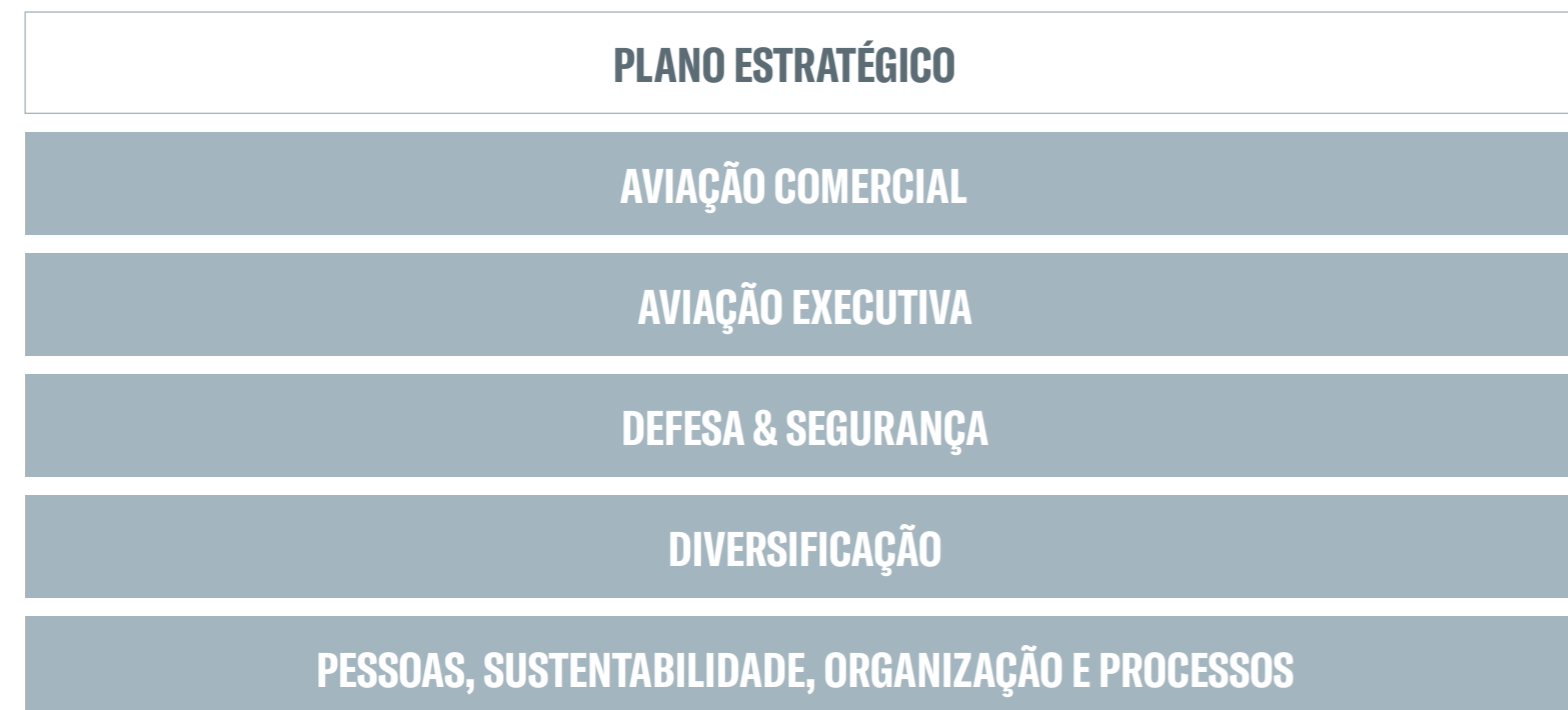 PLANO ESTRATÉGICO
AVIAÇÃO COMERCIAL
AVIAÇÃO EXECUTIVA
DEFESA & SEGURANÇA
DIVERSIFICAÇÃO
PESSOAS, SUSTENTABILIDADE, ORGANIZAÇÃO E PROCESSOS